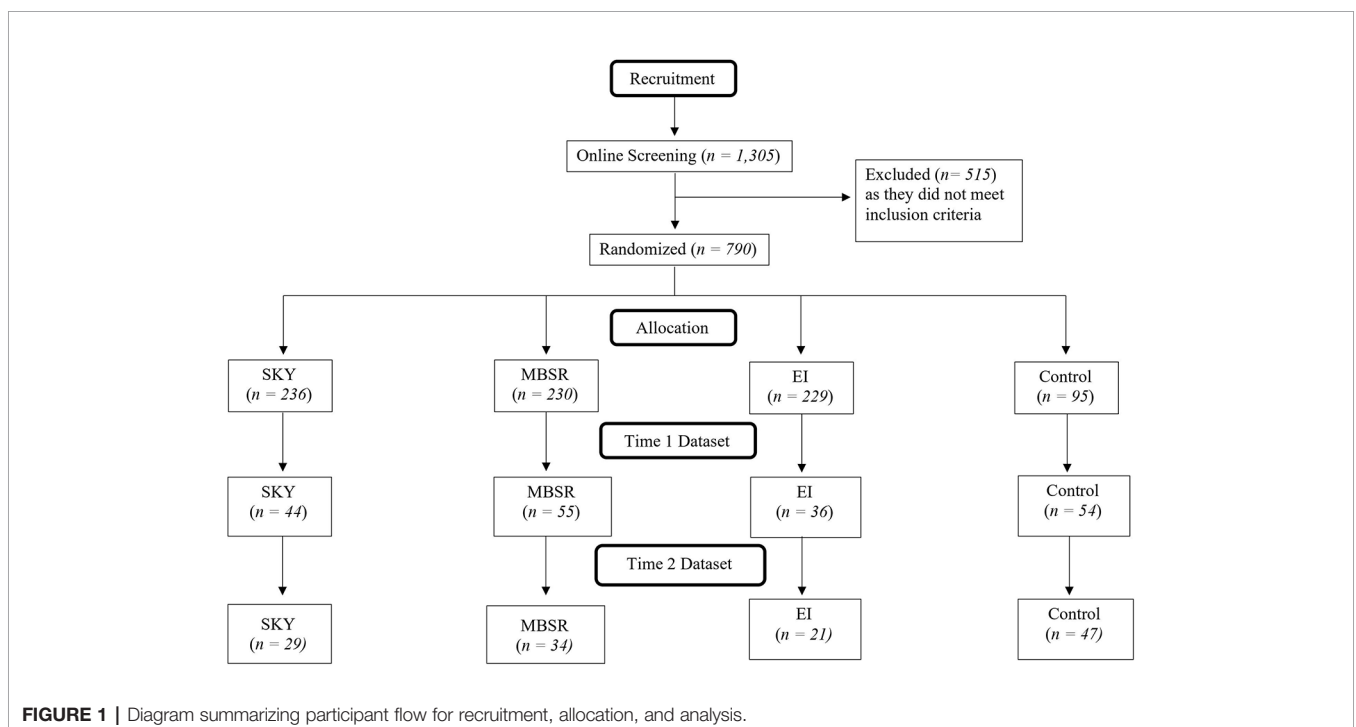 Recruitment
Online Screening (n = 1,305)
Excluded (n= 515)
as they did not meet
inclusion criteria
Randomized (n = 790)
Allocation
SKY
(n = 236)
MBSR
(n = 230)
EI
(n = 229)
Control
(n = 95)
Time 1 Dataset
SKY
(n = 44)
MBSR
(n = 55)
EI
(n = 36)
Control
(n = 54)
Time 2 Dataset
SKY
(n = 29)
MBSR
(n = 34)
EI
(n = 21)
Control
(n = 47)
FIGURE 1 | Diagram summarizing participant flow for recruitment, allocation, and analysis.